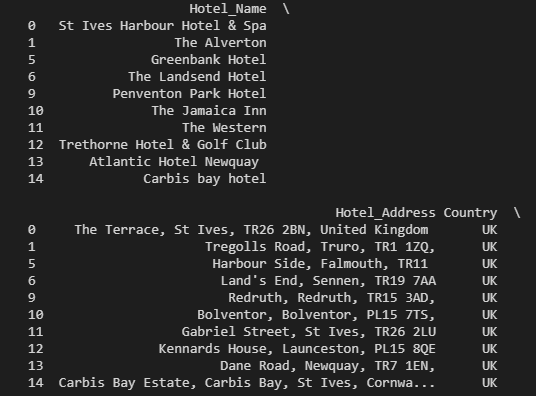 Hotel_Name \
0 St Ives Harbour Hotel & Spa
1 The Alverton
5 Greenbank Hotel
6 The Landsend Hotel
9 Penventon Park Hotel
10 The Jamaica Inn
11 The Western
12 Trethorne Hotel & Golf Club
13 Atlantic Hotel Newquay
14 Carbis bay hotel
Hotel_Address Country \
0 The Terrace, St Ives, TR26 2BN, United Kingdom UK
1 Tregolls Road, Truro, TR1 1ZQ, UK
5 Harbour Side, Falmouth, TR11 UK
6 Land's End, Sennen, TR19 7AA UK
9 Redruth, Redruth, TR15 3AD, UK
10 Bolventor, Bolventor, PL15 7TS, UK
11 Gabriel Street, St Ives, TR26 2LU UK
12 Kennards House, Launceston, PL15 8QE UK
13 Dane Road, Newquay, TR7 1EN, UK
14 Carbis Bay Estate, Carbis Bay, St Ives, Cornwa... UK